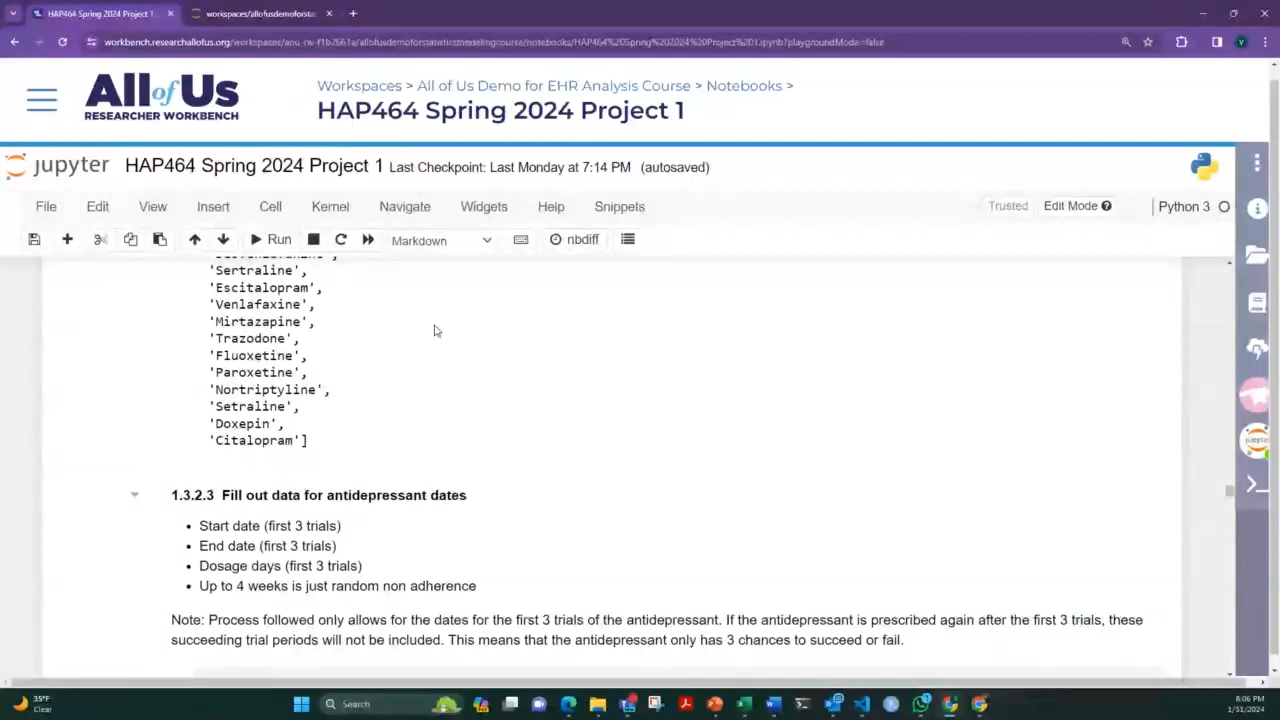 HAP464 Spring 2024 Project 1
workspaces/allofusdemoforstat
workbench.researchallofus.org/workspaces/aou-rw-f1b2661a/allofusdemoforstatisticmodelingcourse/notebooks/HAP464%20Spring%202024%20Project%201.ipynb?playgroundMode=false
All of Us
RESEARCHER WORKBENCH
Workspaces > All of Us Demo for EHR Analysis Course > Notebooks >
HAP464 Spring 2024 Project 1
jupyter HAP464 Spring 2024 Project 1 Last Checkpoint: Last Monday at 7:14 PM (autosaved)
File Edit View Insert Cell Kernel Navigate Widgets Help Snippets Trusted Edit Mode Python 3
Run Markdown nbdiff
'Sertraline',
'Escitalopram',
'Venlafaxine',
'Mirtazapine',
'Trazodone',
'Fluoxetine',
'Paroxetine',
'Nortriptyline',
'Setraline',
'Doxepin',
'Citalopram']
1.3.2.3 Fill out data for antidepressant dates
• Start date (first 3 trials)
• End date (first 3 trials)
• Dosage days (first 3 trials)
• Up to 4 weeks is just random non adherence
Note: Process followed only allows for the dates for the first 3 trials of the antidepressant. If the antidepressant is prescribed again after the first 3 trials, these
succeeding trial periods will not be included. This means that the antidepressant only has 3 chances to succeed or fail.
35°F
Clear
Search
8:06 PM
1/31/2024